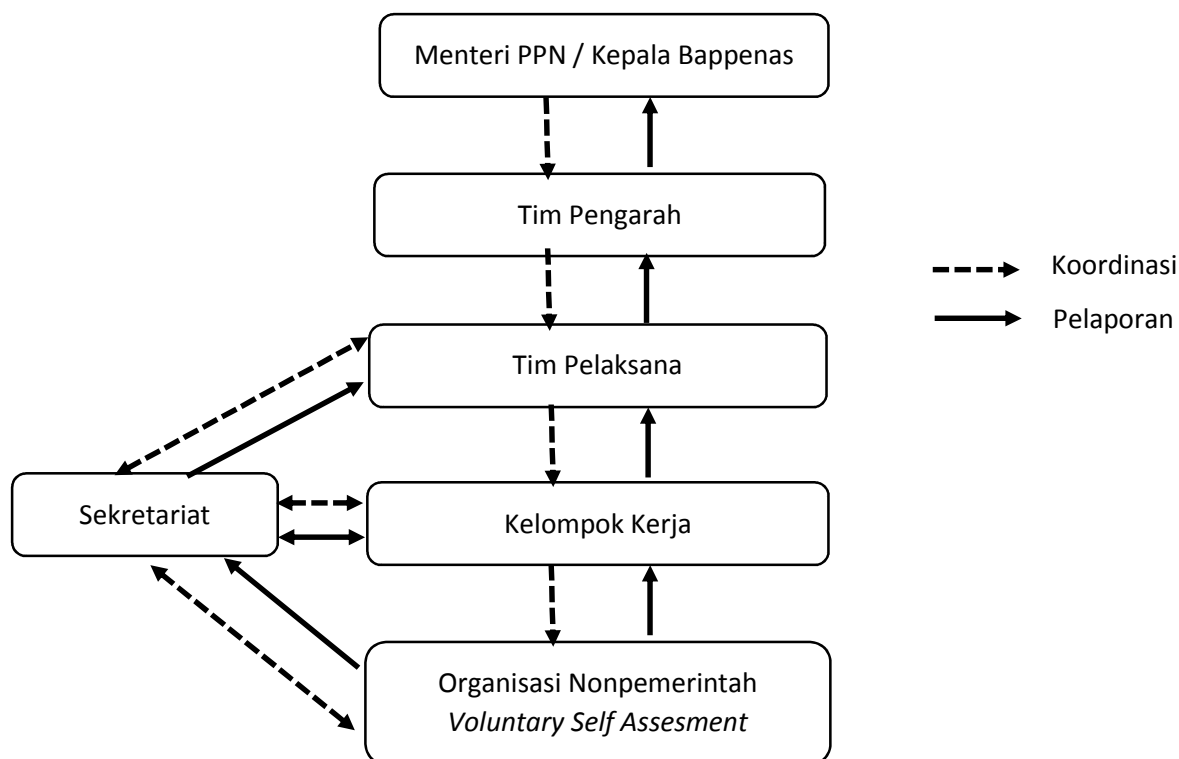 Menteri PPN / Kepala Bappenas
Tim Pengarah
Koordinasi
Pelaporan
Tim Pelaksana
Sekretariat
Kelompok Kerja
Organisasi Nonpemerintah
Voluntary Self Assesment